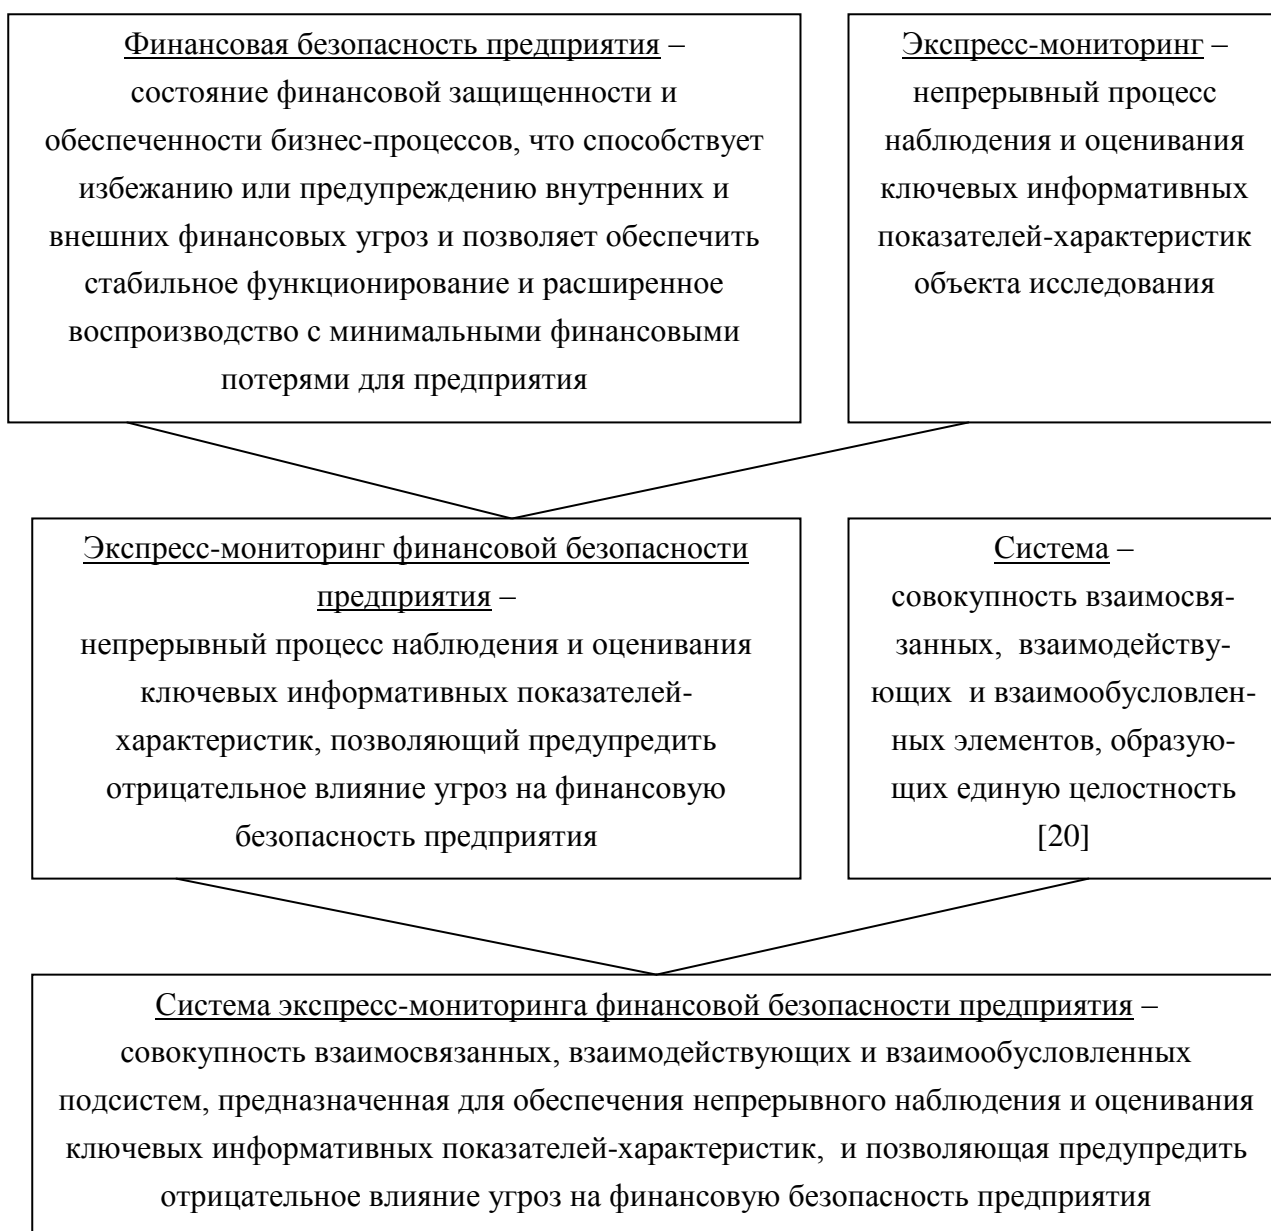 Финансовая безопасность предприятия –
состояние финансовой защищенности и
обеспеченности бизнес-процессов, что способствует
избежанию или предупреждению внутренних и
внешних финансовых угроз и позволяет обеспечить
стабильное функционирование и расширенное
воспроизводство с минимальными финансовыми
потерями для предприятия
Экспресс-мониторинг –
непрерывный процесс
наблюдения и оценивания
ключевых информативных
показателей-характеристик
объекта исследования
Экспресс-мониторинг финансовой безопасности
предприятия –
непрерывный процесс наблюдения и оценивания
ключевых информативных показателей-
характеристик, позволяющий предупредить
отрицательное влияние угроз на финансовую
безопасность предприятия
Система –
совокупность взаимосвя-
занных, взаимодейству-
ющих и взаимообусловлен-
ных элементов, образую-
щих единую целостность
[20]
Система экспресс-мониторинга финансовой безопасности предприятия –
совокупность взаимосвязанных, взаимодействующих и взаимообусловленных
подсистем, предназначенная для обеспечения непрерывного наблюдения и оценивания
ключевых информативных показателей-характеристик, и позволяющая предупредить
отрицательное влияние угроз на финансовую безопасность предприятия